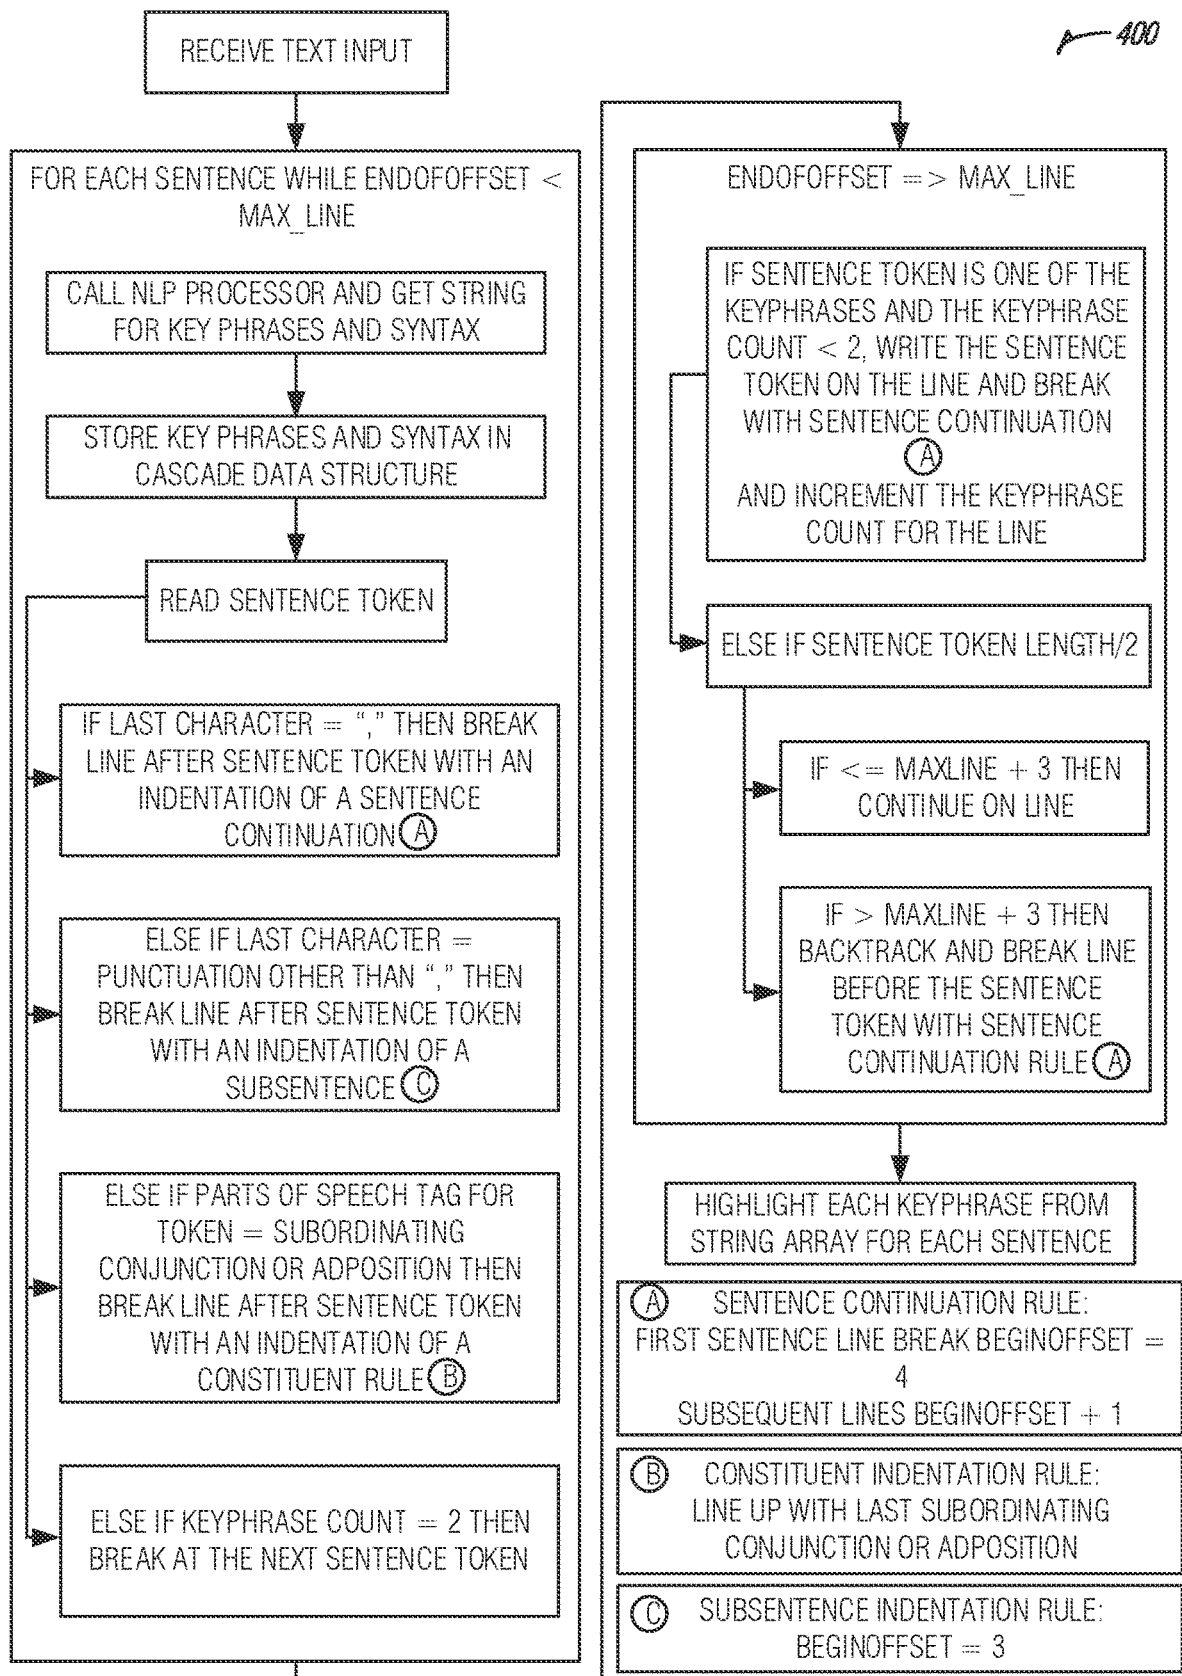 400
RECEIVE TEXT INPUT
FOR EACH SENTENCE WHILE ENDOFOFFSET <
MAX_LINE
CALL NLP PROCESSOR AND GET STRING
FOR KEY PHRASES AND SYNTAX
STORE KEY PHRASES AND SYNTAX IN
CASCADE DATA STRUCTURE
READ SENTENCE TOKEN
IF LAST CHARACTER = “,” THEN BREAK
LINE AFTER SENTENCE TOKEN WITH AN
INDENTATION OF A SENTENCE
CONTINUATION A
ELSE IF LAST CHARACTER =
PUNCTUATION OTHER THAN “,” THEN
BREAK LINE AFTER SENTENCE TOKEN
WITH AN INDENTATION OF A
SUBSENTENCE C
ELSE IF PARTS OF SPEECH TAG FOR
TOKEN = SUBORDINATING
CONJUNCTION OR ADPOSITION THEN
BREAK LINE AFTER SENTENCE TOKEN
WITH AN INDENTATION OF A
CONSTITUENT RULE B
ELSE IF KEYPHRASE COUNT = 2 THEN
BREAK AT THE NEXT SENTENCE TOKEN
ENDOFOFFSET => MAX_LINE
IF SENTENCE TOKEN IS ONE OF THE
KEYPHRASES AND THE KEYPHRASE
COUNT < 2, WRITE THE SENTENCE
TOKEN ON THE LINE AND BREAK
WITH SENTENCE CONTINUATION
A
AND INCREMENT THE KEYPHRASE
COUNT FOR THE LINE
ELSE IF SENTENCE TOKEN LENGTH/2
IF <= MAXLINE + 3 THEN
CONTINUE ON LINE
IF > MAXLINE + 3 THEN
BACKTRACK AND BREAK LINE
BEFORE THE SENTENCE
TOKEN WITH SENTENCE
CONTINUATION RULE A
HIGHLIGHT EACH KEYPHRASE FROM
STRING ARRAY FOR EACH SENTENCE
A SENTENCE CONTINUATION RULE:
FIRST SENTENCE LINE BREAK BEGINOFFSET =
4
SUBSEQUENT LINES BEGINOFFSET + 1
B CONSTITUENT INDENTATION RULE:
LINE UP WITH LAST SUBORDINATING
CONJUNCTION OR ADPOSITION
C SUBSENTENCE INDENTATION RULE:
BEGINOFFSET = 3